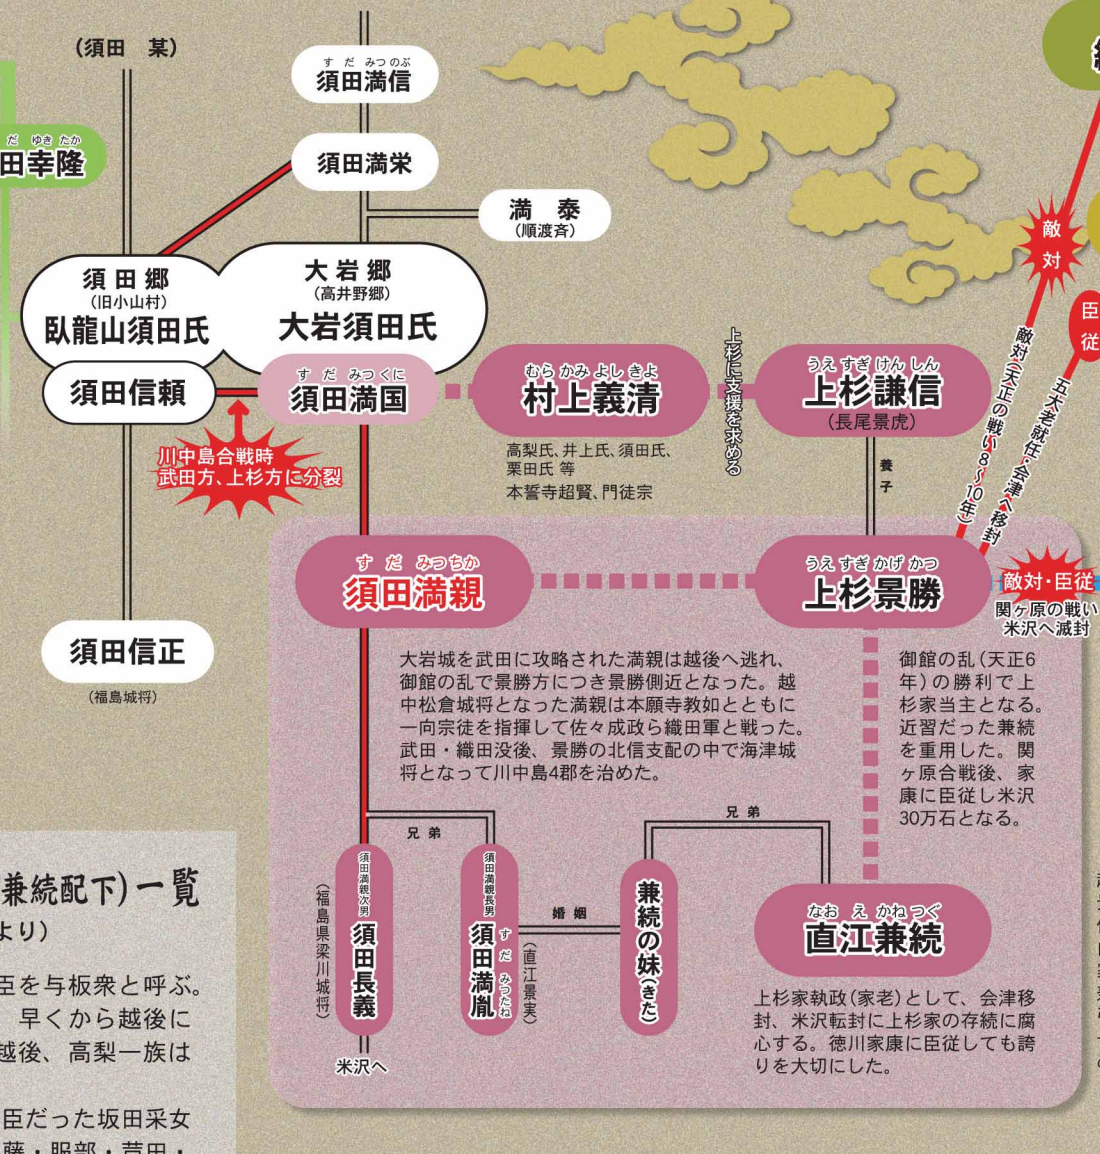 (須田　某)
す だ みつのぶ
須田満信
だ ゆき たか
田幸隆
須田満栄
満　泰
(順渡斉)
須田郷
(旧小山村)
臥龍山須田氏
大岩郷
(高井野郷)
大岩須田氏
須田信頼
す だ みつくに
須田満国
むら かみ よし きよ
村上義清
上杉に支援を求める
うえ すぎ けん しん
上杉謙信
(長尾景虎)
敵
対
臣
従
敵対(天正の戦い8～10年)
五大老就任・会津へ移封
川中島合戦時
武田方、上杉方に分裂
高梨氏、井上氏、須田氏、
栗田氏 等
本誓寺超賢、門徒宗
養
子
す だ みつちか
須田満親
うえ すぎ かげ かつ
上杉景勝
敵対・臣従
関ヶ原の戦い
米沢へ減封
須田信正
(福島城将)
大岩城を武田に攻略された満親は越後へ逃れ、
御館の乱で景勝方につき景勝側近となった。越
中松倉城将となった満親は本願寺教如とともに
一向宗徒を指揮して佐々成政ら織田軍と戦った。
武田・織田没後、景勝の北信支配の中で海津城
将となって川中島4郡を治めた。
御館の乱(天正6
年)の勝利で上
杉家当主となる。
近習だった兼続
を重用した。関
ヶ原合戦後、家
康に臣従し米沢
30万石となる。
兄弟
兄弟
須田満親次男
須田長義
(福島県梁川城将)
米沢へ
須田満親長男
須田満胤
す だ みつたね
(直江景実)
婚姻
兼続の妹(きた)
なお え かねつぐ
直江兼続
上杉家執政(家老)として、会津移
封、米沢転封に上杉家の存続に腐
心する。徳川家康に臣従しても誇
りを大切にした。
兼続配下)一覧
より)
臣を与板衆と呼ぶ。
早くから越後に
越後、高梨一族は
臣だった坂田采女
藤・服部・芦田・